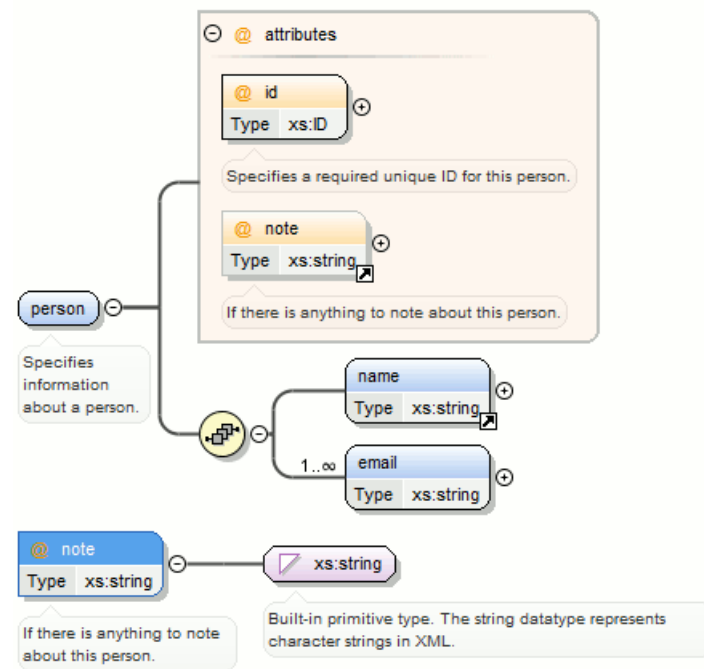 @ attributes
@ id
Type xs:ID
Specifies a required unique ID for this person.
@ note
Type xs:string
If there is anything to note about this person.
person
Specifies
information
about a person.
name
Type xs:string
1..∞
email
Type xs:string
@ note
Type xs:string
If there is anything to note
about this person.
xs:string
Built-in primitive type. The string datatype represents
character strings in XML.